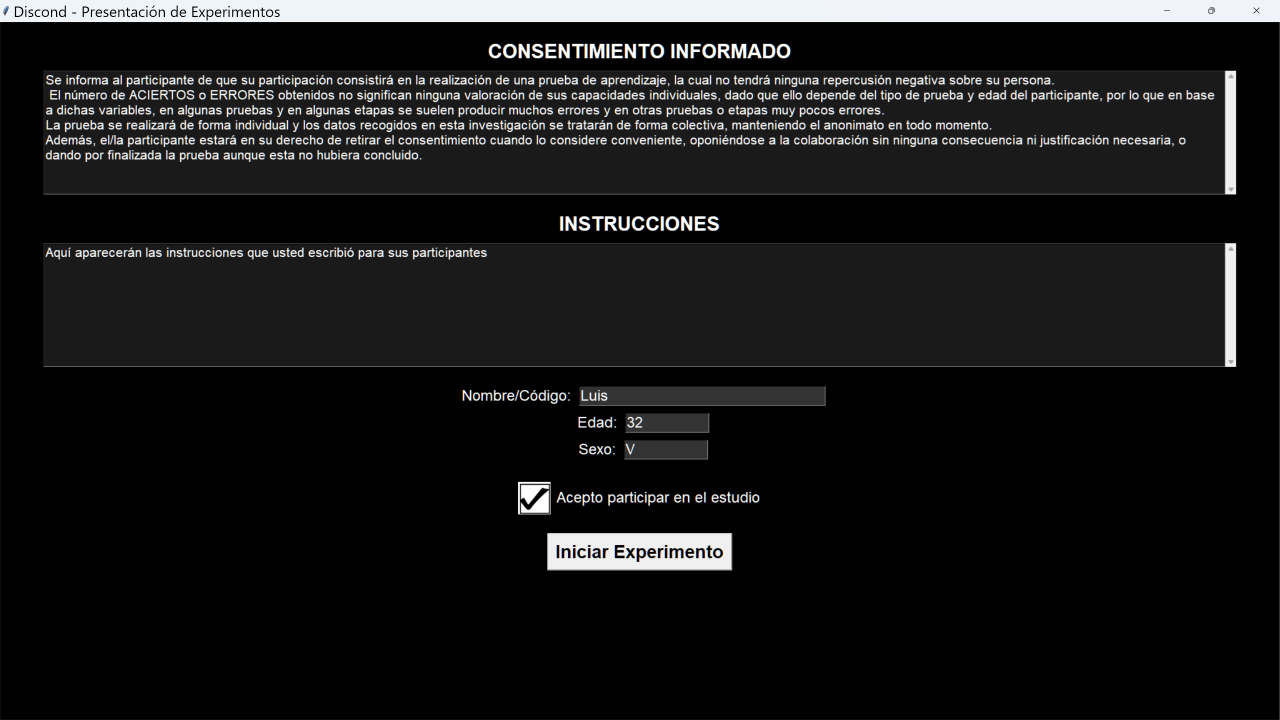 Discond - Presentación de Experimentos
CONSENTIMIENTO INFORMADO
Se informa al participante de que su participación consistirá en la realización de una prueba de aprendizaje, la cual no tendrá ninguna repercusión negativa sobre su persona.
El número de ACIERTOS o ERRORES obtenidos no significan ninguna valoración de sus capacidades individuales, dado que ello depende del tipo de prueba y edad del participante, por lo que en base
a dichas variables, en algunas pruebas y en algunas etapas se suelen producir muchos errores y en otras pruebas o etapas muy pocos errores.
La prueba se realizará de forma individual y los datos recogidos en esta investigación se tratarán de forma colectiva, manteniendo el anonimato en todo momento.
Además, el/la participante estará en su derecho de retirar el consentimiento cuando lo considere conveniente, oponiéndose a la colaboración sin ninguna consecuencia ni justificación necesaria, o
dando por finalizada la prueba aunque esta no hubiera concluido.
INSTRUCCIONES
Aquí aparecerán las instrucciones que usted escribió para sus participantes
Nombre/Código: Luis
Edad: 32
Sexo: V
Acepto participar en el estudio
Iniciar Experimento